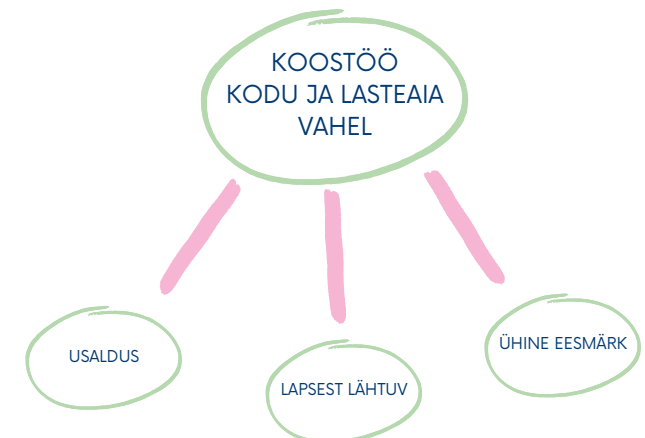 KOOSTÖÖ
KODU JA LASTEAIA
VAHEL
USALDUS
LAPSEST LÄHTUV
ÜHINE EESMÄRK